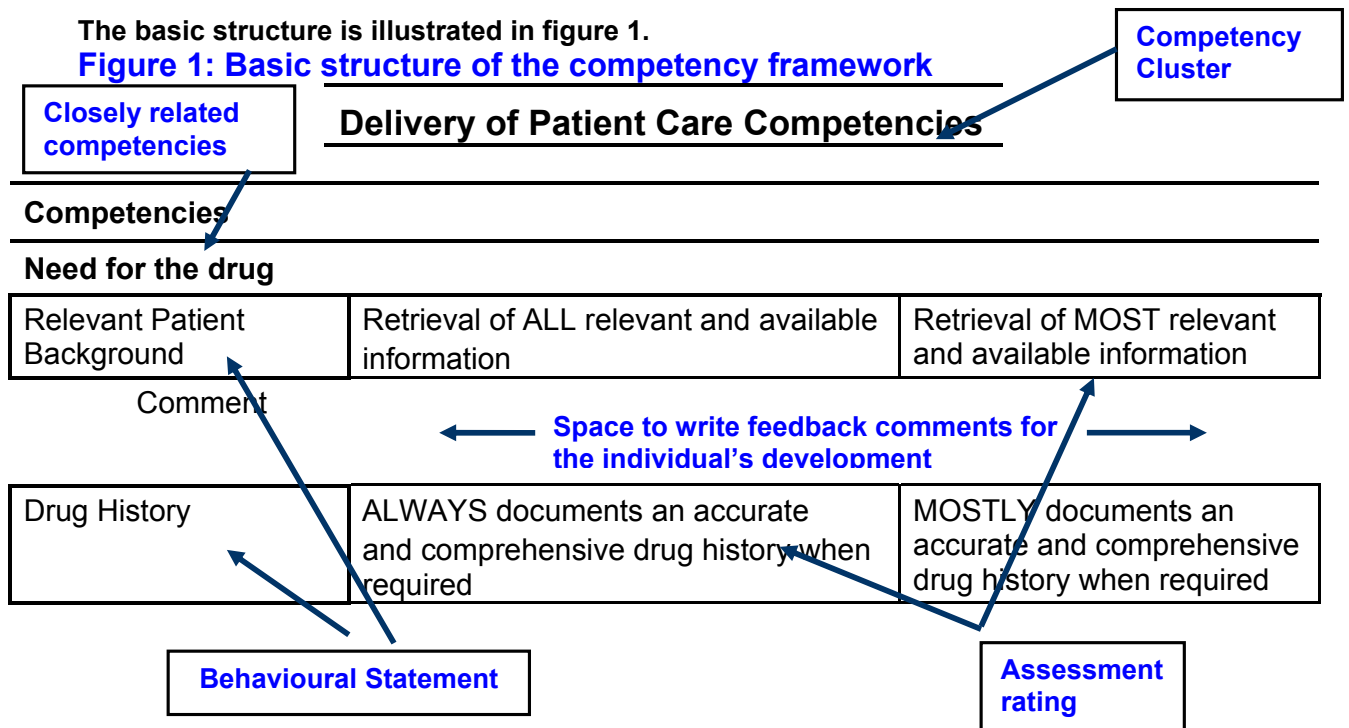 The basic structure is illustrated in figure 1.
Figure 1: Basic structure of the competency framework
Competency
Cluster
Closely related
competencies
Delivery of Patient Care Competencies
Competencies
Need for the drug
Relevant Patient
Background
Retrieval of ALL relevant and available
information
Retrieval of MOST relevant
and available information
Comment
Space to write feedback comments for
the individual's development
Drug History
ALWAYS documents an accurate
and comprehensive drug history when
required
MOSTLY documents an
accurate and comprehensive
drug history when required
Behavioural Statement
Assessment
rating